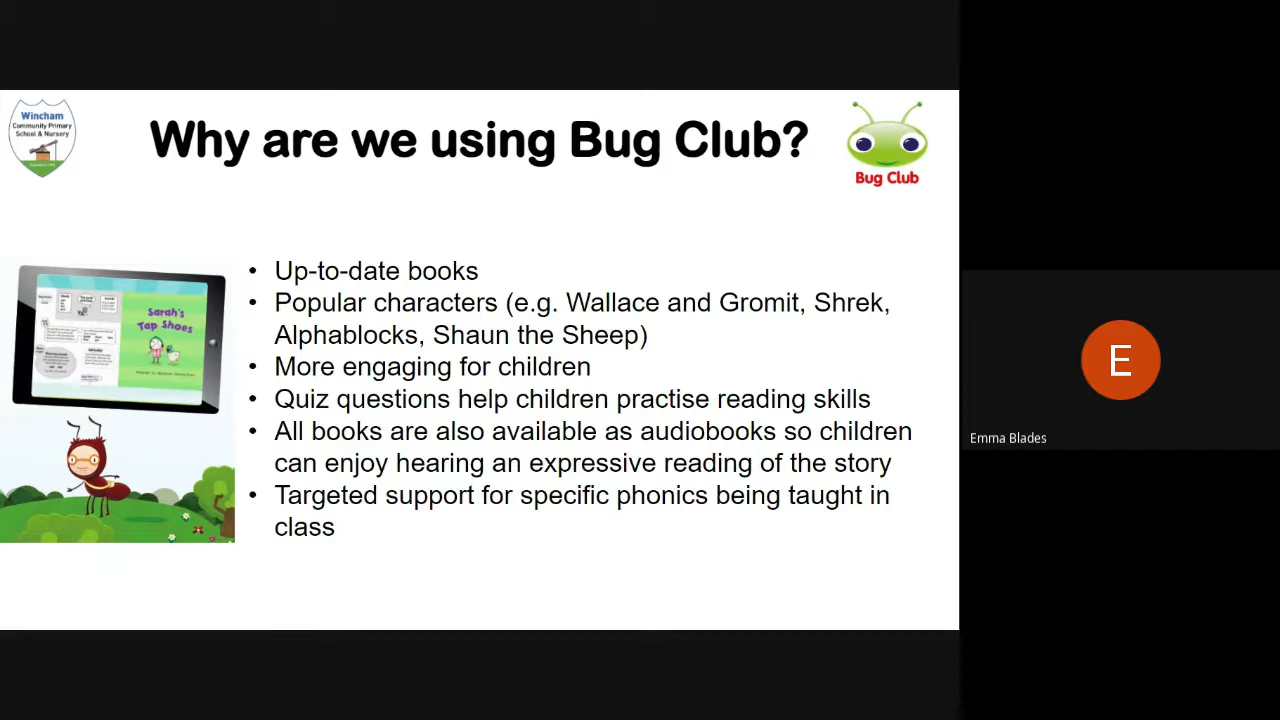 Wincham
Community Primary
School & Nursery
Why are we using Bug Club?
Bug Club
Sarah's
Tap Shoes
• Up-to-date books
• Popular characters (e.g. Wallace and Gromit, Shrek,
Alphablocks, Shaun the Sheep)
• More engaging for children
• Quiz questions help children practise reading skills
• All books are also available as audiobooks so children
can enjoy hearing an expressive reading of the story
• Targeted support for specific phonics being taught in
class
E
Emma Blades